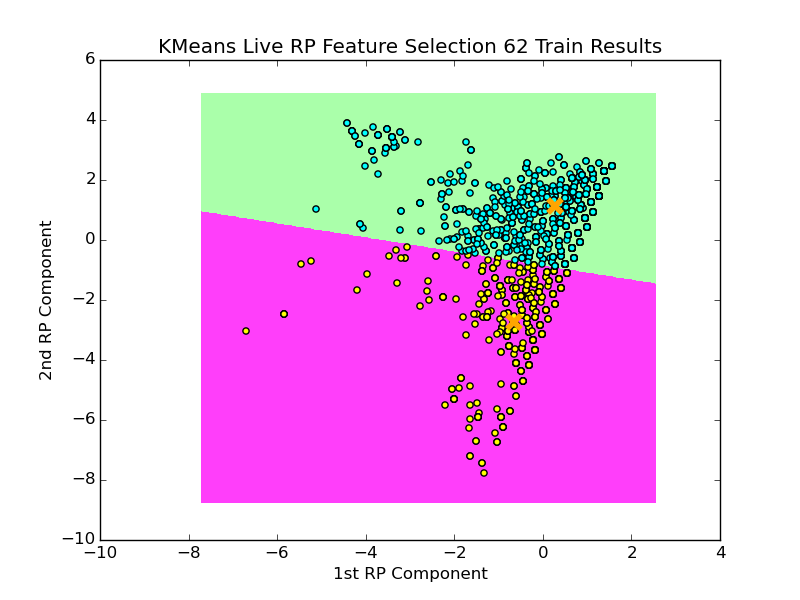 KMeans Live RP Feature Selection 62 Train Results
6
4
2
0
−2
−4
−6
−8
−10
2nd RP Component
−10 −8 −6 −4 −2 0 2 4
1st RP Component